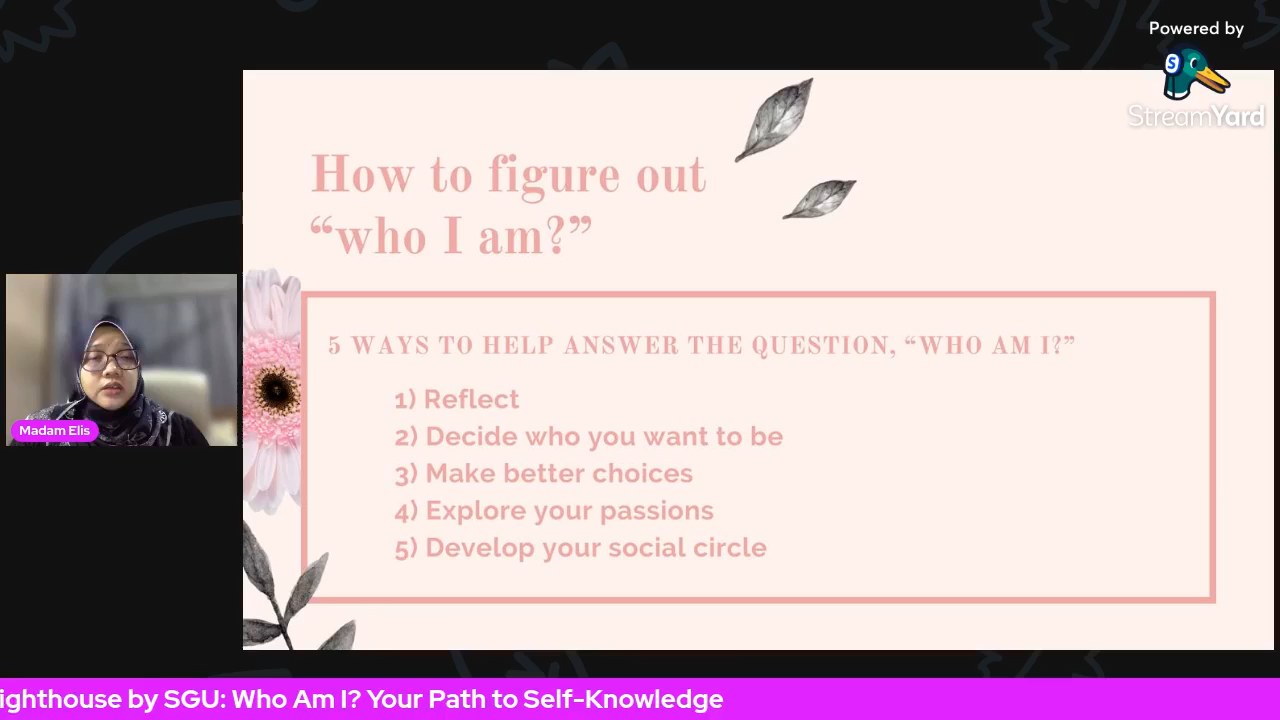 Powered by
S
StreamYard
How to figure out
“who I am?”
5 WAYS TO HELP ANSWER THE QUESTION, “WHO AM I?”
1) Reflect
2) Decide who you want to be
3) Make better choices
4) Explore your passions
5) Develop your social circle
Madam Elis
ighthouse by SGU: Who Am I? Your Path to Self-Knowledge